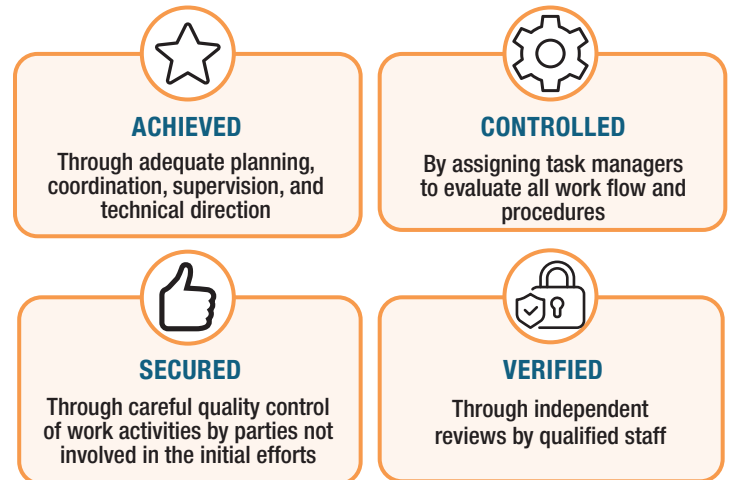 ACHIEVED
Through adequate planning,
coordination, supervision, and
technical direction
CONTROLLED
By assigning task managers
to evaluate all work flow and
procedures
SECURED
Through careful quality control
of work activities by parties not
involved in the initial efforts
VERIFIED
Through independent
reviews by qualified staff